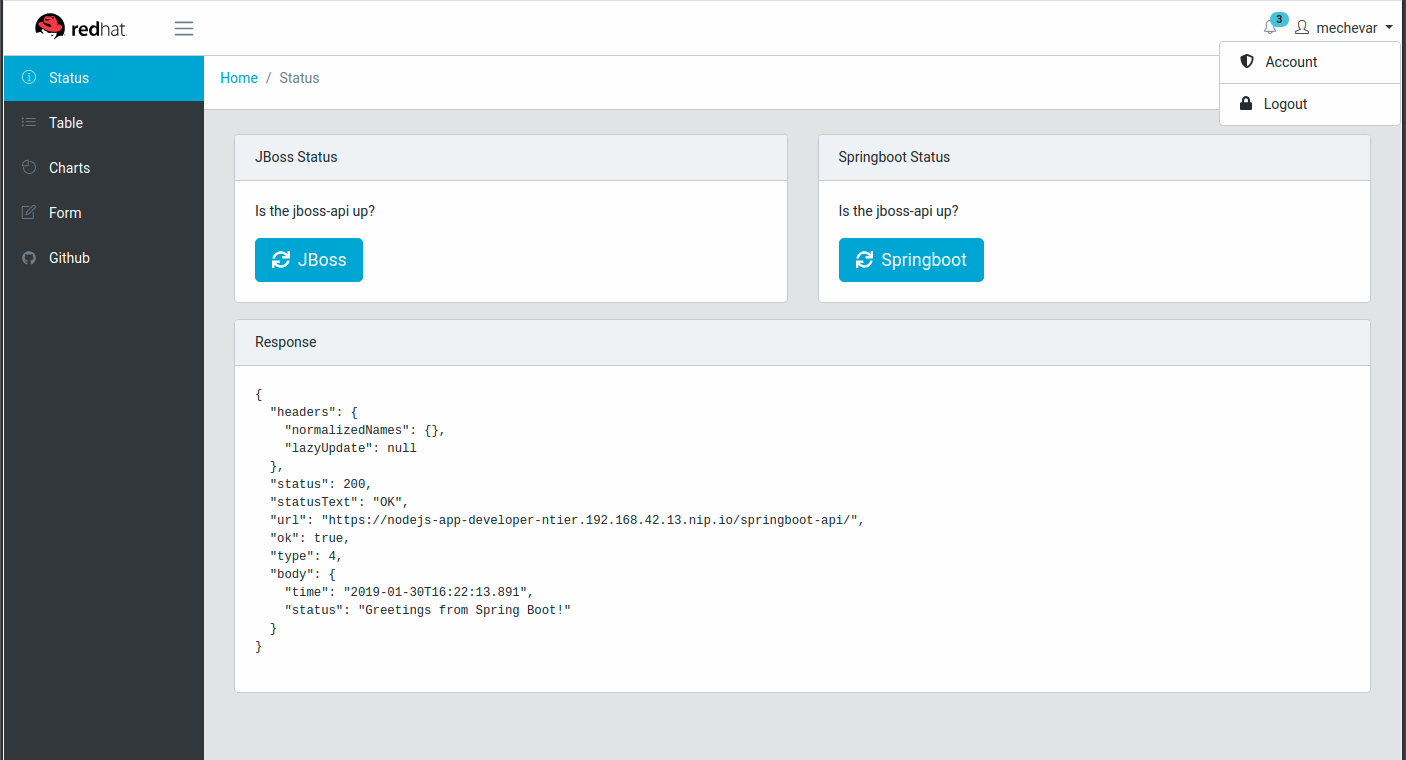 redhat.
3
mechevar
Account
Logout
Status
Table
Charts
Form
Github
Home / Status
JBoss Status
Is the jboss-api up?
JBoss
Springboot Status
Is the jboss-api up?
Springboot
Response
{
  "headers": {
    "normalizedNames": {},
    "lazyUpdate": null
  },
  "status": 200,
  "statusText": "OK",
  "url": "https://nodejs-app-developer-ntier.192.168.42.13.nip.io/springboot-api/",
  "ok": true,
  "type": 4,
  "body": {
    "time": "2019-01-30T16:22:13.891",
    "status": "Greetings from Spring Boot!"
  }
}